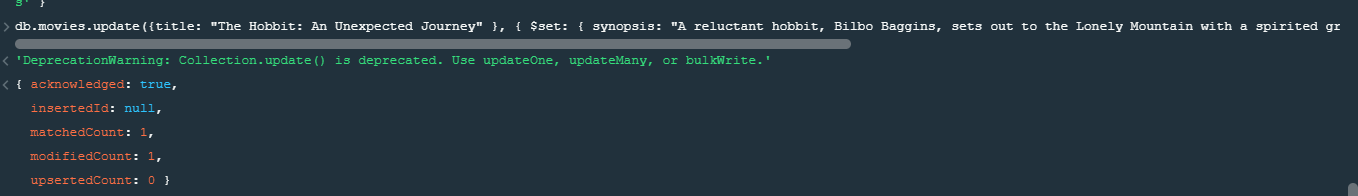 s' }
db.movies.update({title: "The Hobbit: An Unexpected Journey" }, { $set: { synopsis: "A reluctant hobbit, Bilbo Baggins, sets out to the Lonely Mountain with a spirited gr
'DeprecationWarning: Collection.update() is deprecated. Use updateOne, updateMany, or bulkWrite.'
{ acknowledged: true,
insertedId: null,
matchedCount: 1,
modifiedCount: 1,
upsertedCount: 0 }